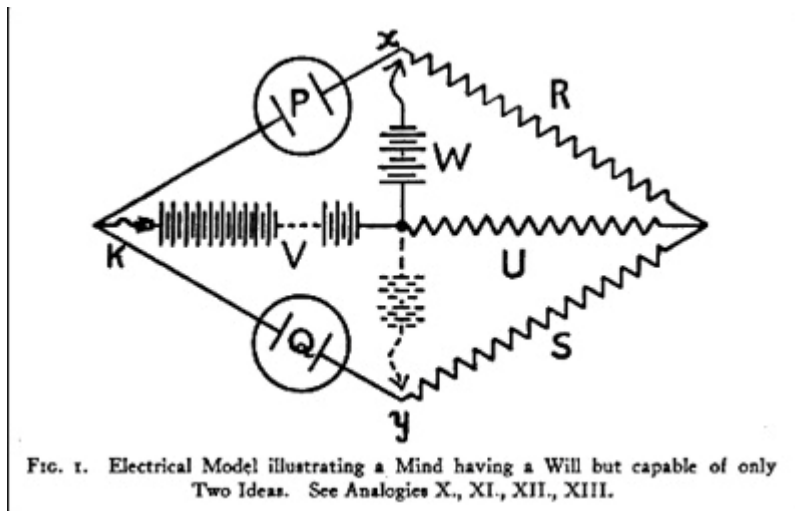 x
P
R
W
K
V
U
Q
S
y
FIG. 1. Electrical Model illustrating a Mind having a Will but capable of only
Two Ideas. See Analogies X., XI., XII., XIII.